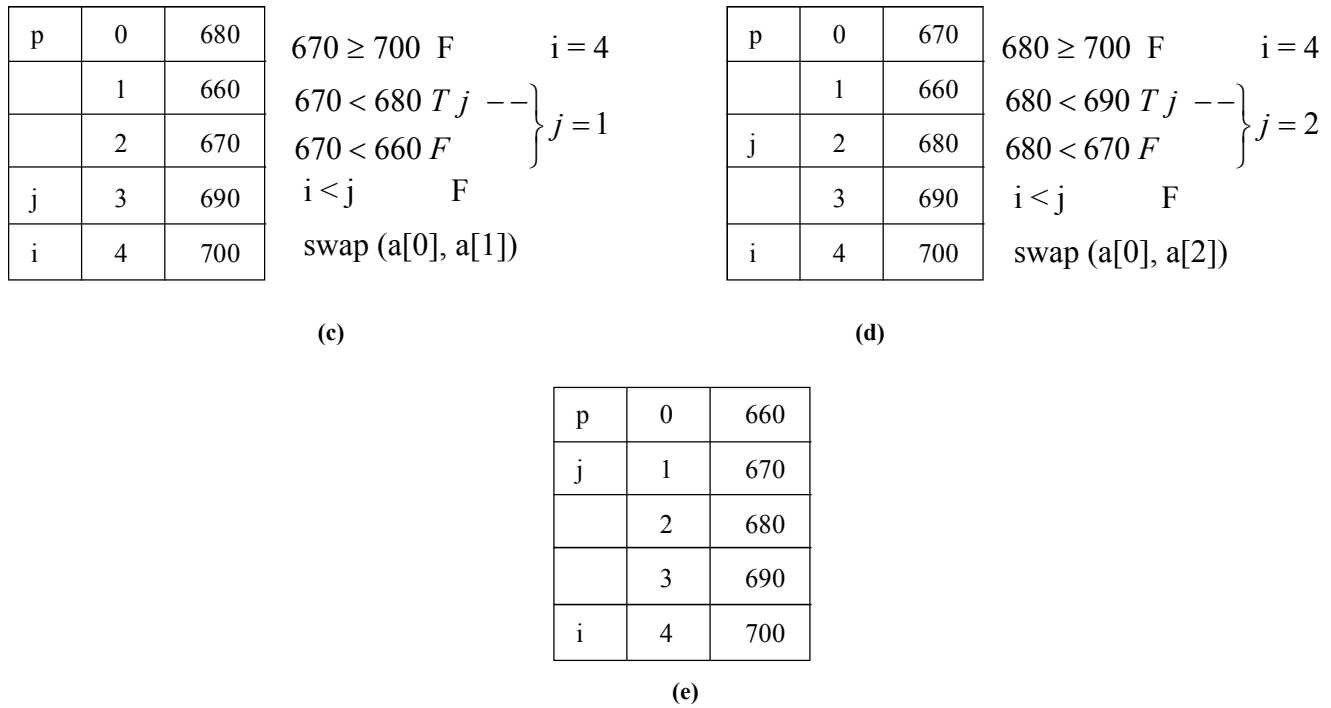 p 0 680
1 660
2 670
j 3 690
i 4 700
670 ≥ 700 F i = 4
670 < 680 T j −−
670 < 660 F
} j = 1
i < j F
swap (a[0], a[1])
(c)
p 0 670
1 660
j 2 680
3 690
i 4 700
680 ≥ 700 F i = 4
680 < 690 T j −−
680 < 670 F
} j = 2
i < j F
swap (a[0], a[2])
(d)
p 0 660
j 1 670
2 680
3 690
i 4 700
(e)